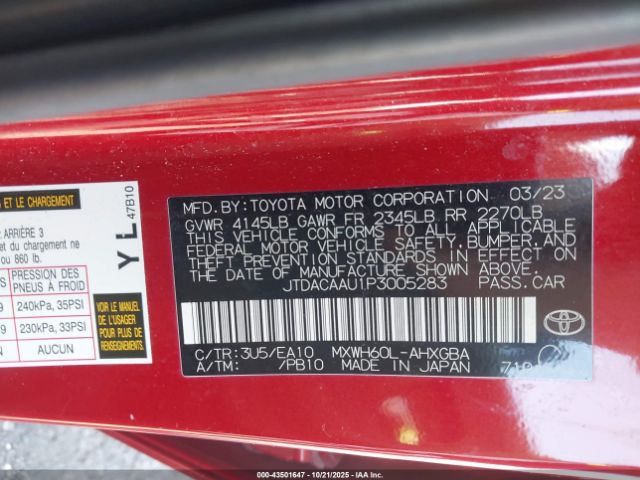 S ET LE CHARGEMENT
ARRIÈRE 3
et du chargement ne
ou 860 lb.
PRESSION DES
PNEUS À FROID
240kPa, 35PSI
230kPa, 33PSI
AUCUN
VOIR LE MANUEL
DE L'USAGER
POUR PLUS DE
RENSEIGNEMENTS
YL
47B10
MFD.BY:TOYOTA MOTOR CORPORATION 03/23
GVWR 4145LB GAWR FR 2345LB RR 2270LB
THIS VEHICLE CONFORMS TO ALL APPLICABLE
FEDERAL MOTOR VEHICLE SAFETY,BUMPER,AND
THEFT PREVENTION STANDARDS IN EFFECT ON
THE DATE OF MANUFACTURE SHOWN ABOVE.
JTDACAAU1P3005283 PASS.CAR
C/TR:3U5/EA10 MXWH60L-AHXGBA
A/TM: /PB10 MADE IN JAPAN
TOYOTA
000-43501647 - 10/21/2025 - IAAI.COM